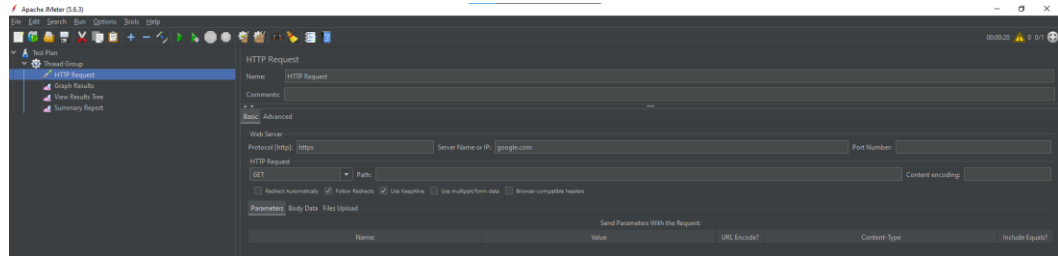 Apache JMeter (5.6.3)
File Edit Search Run Options Tools Help
00:00:20 0 0/1
Test Plan
Thread Group
HTTP Request
Graph Results
View Results Tree
Summary Report
HTTP Request
Name: HTTP Request
Comments:
Basic Advanced
Web Server
Protocol [http]: https Server Name or IP: google.com Port Number:
HTTP Request
GET Path: Content encoding:
Redirect Automatically Follow Redirects Use KeepAlive Use multipart/form-data Browser-compatible headers
Parameters Body Data Files Upload
Send Parameters With the Request:
Name: Value URL Encode? Content-Type Include Equals?